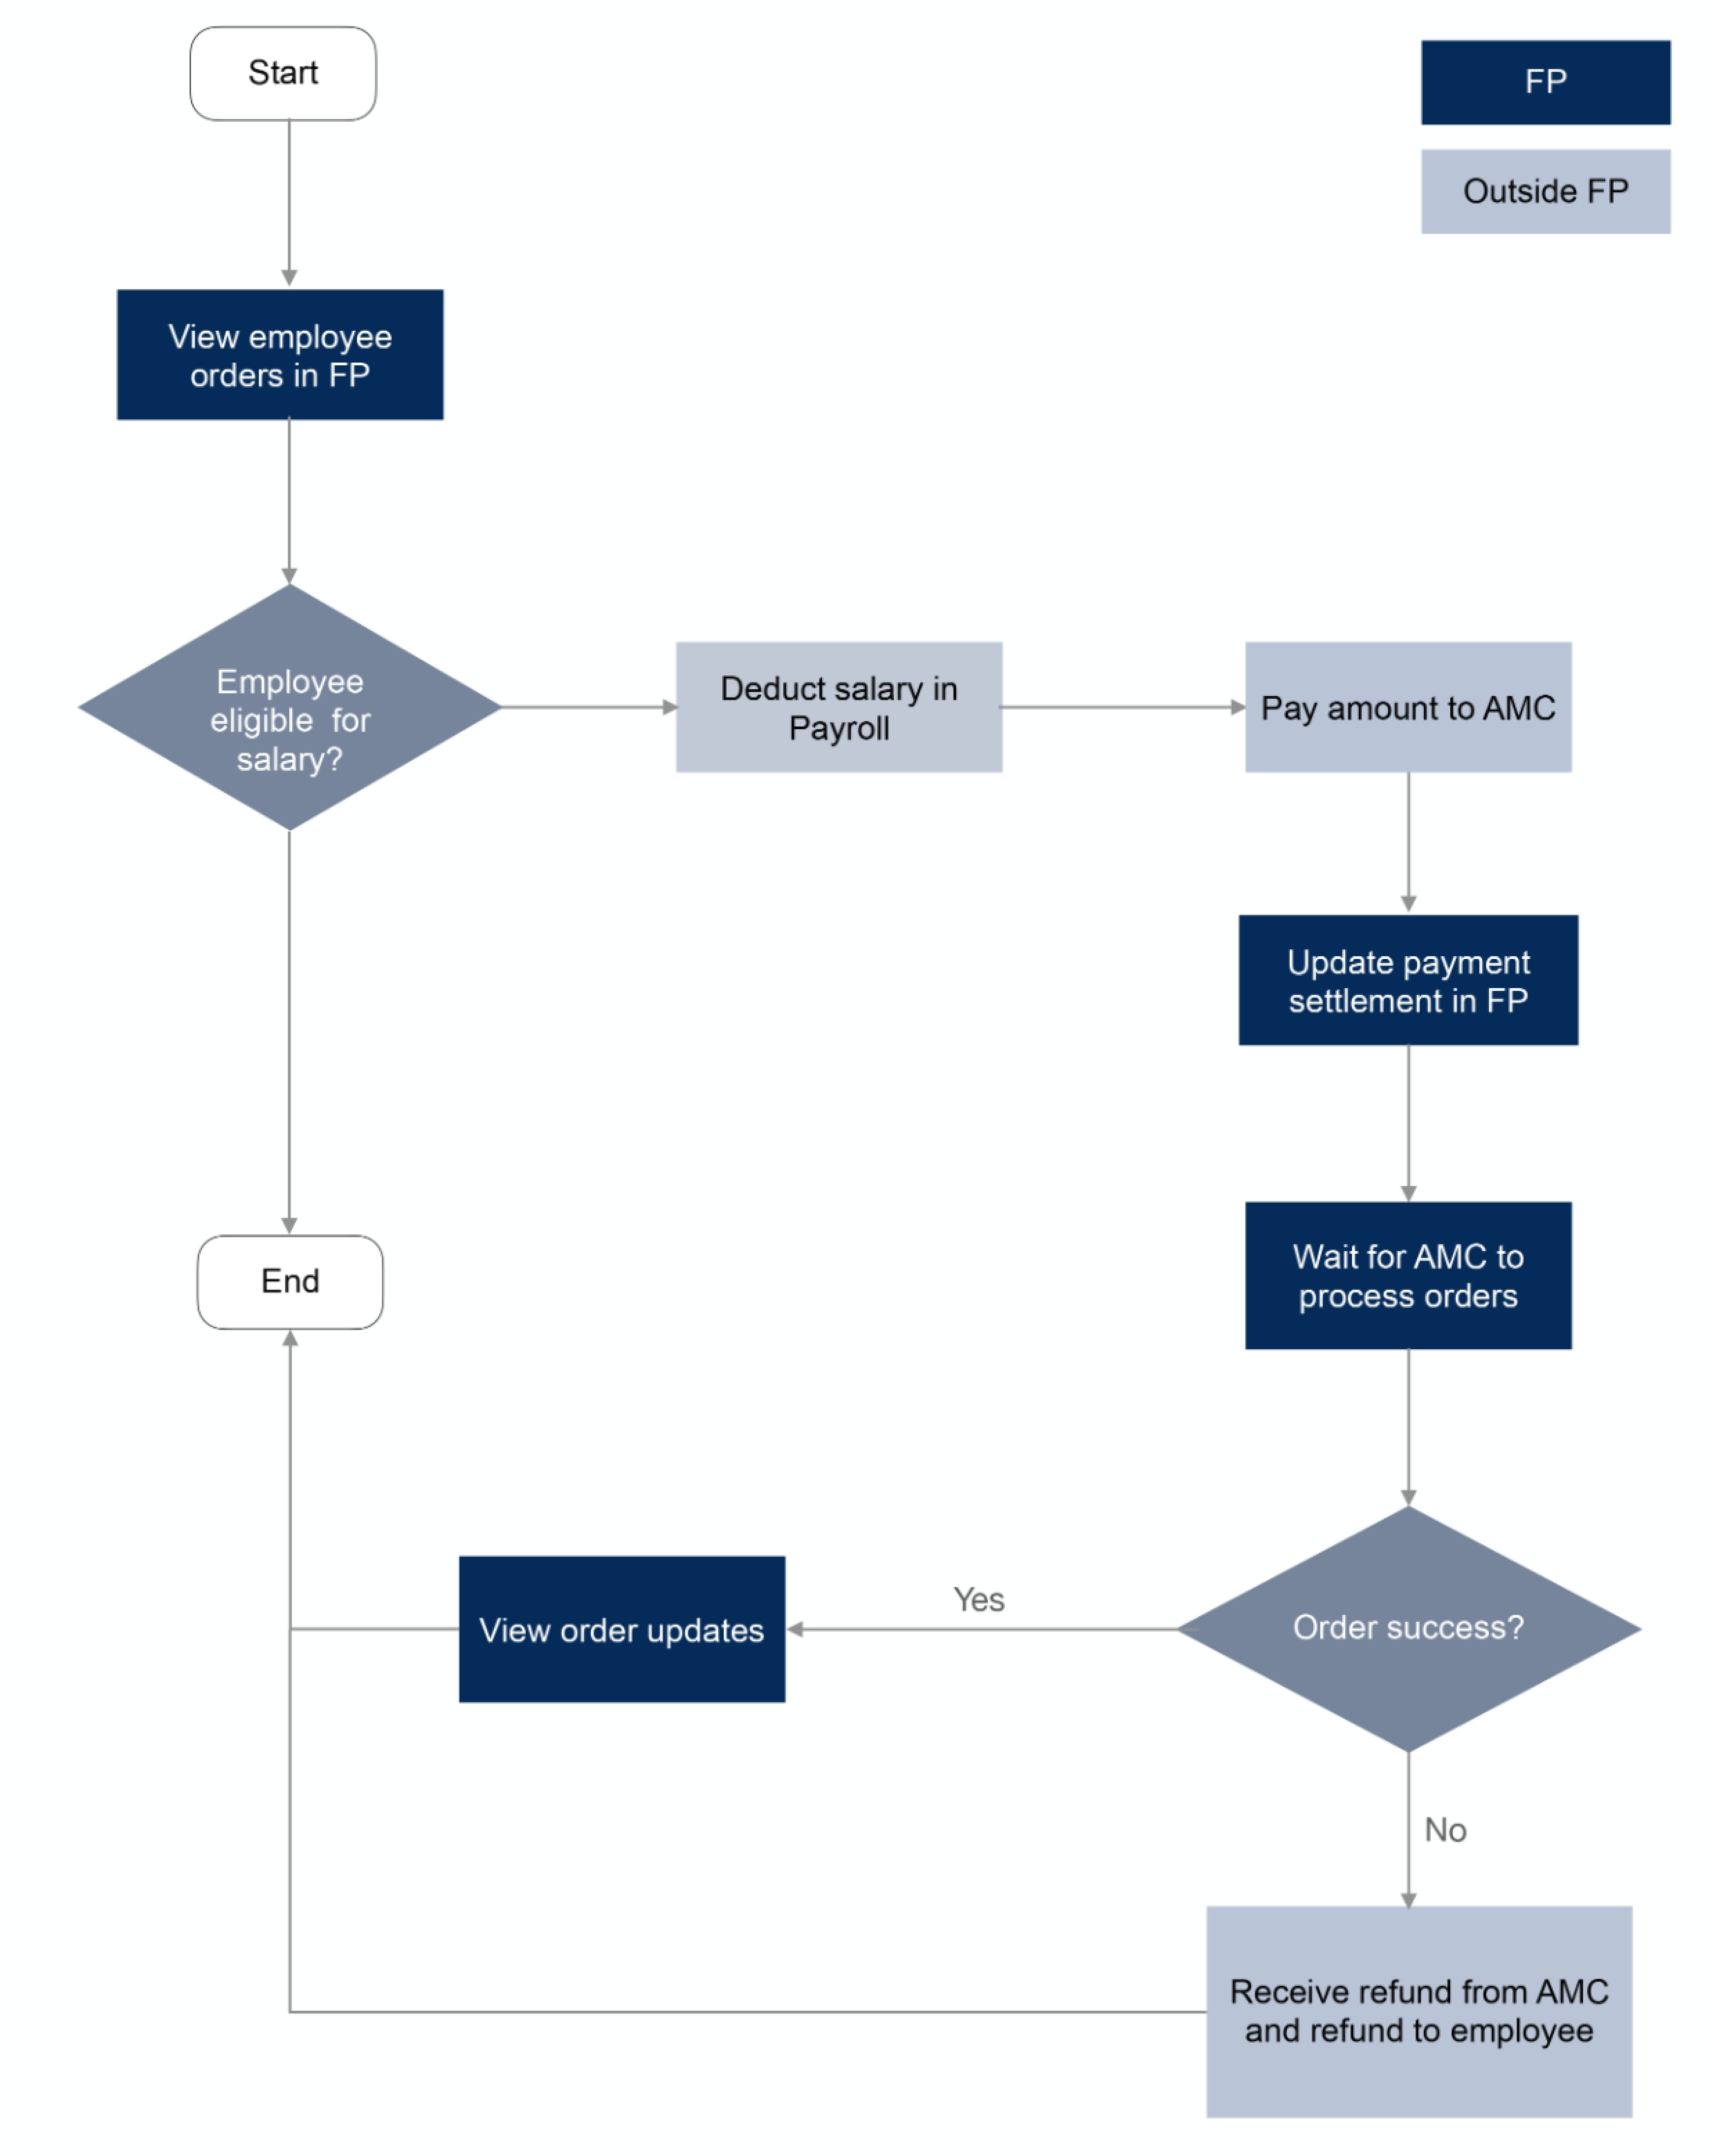 Start
FP
Outside FP
View employee
orders in FP
Employee
eligible for
salary?
Deduct salary in
Payroll
Pay amount to AMC
Update payment
settlement in FP
Wait for AMC to
process orders
End
Order success?
Yes
View order updates
No
Receive refund from AMC
and refund to employee